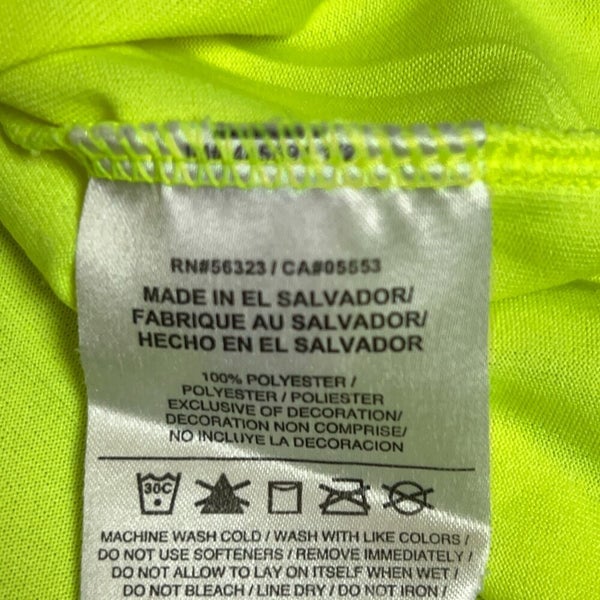 RN#56323 / CA#05553
MADE IN EL SALVADOR/
FABRIQUE AU SALVADOR/
HECHO EN EL SALVADOR
100% POLYESTER /
POLYESTER / POLIESTER
EXCLUSIVE OF DECORATION/
DECORATION NON COMPRISE/
NO INCLUYE LA DECORACION
30C
MACHINE WASH COLD / WASH WITH LIKE COLORS /
DO NOT USE SOFTENERS / REMOVE IMMEDIATELY /
DO NOT ALLOW TO LAY ON ITSELF WHEN WET /
DO NOT BLEACH / LINE DRY / DO NOT IRON/